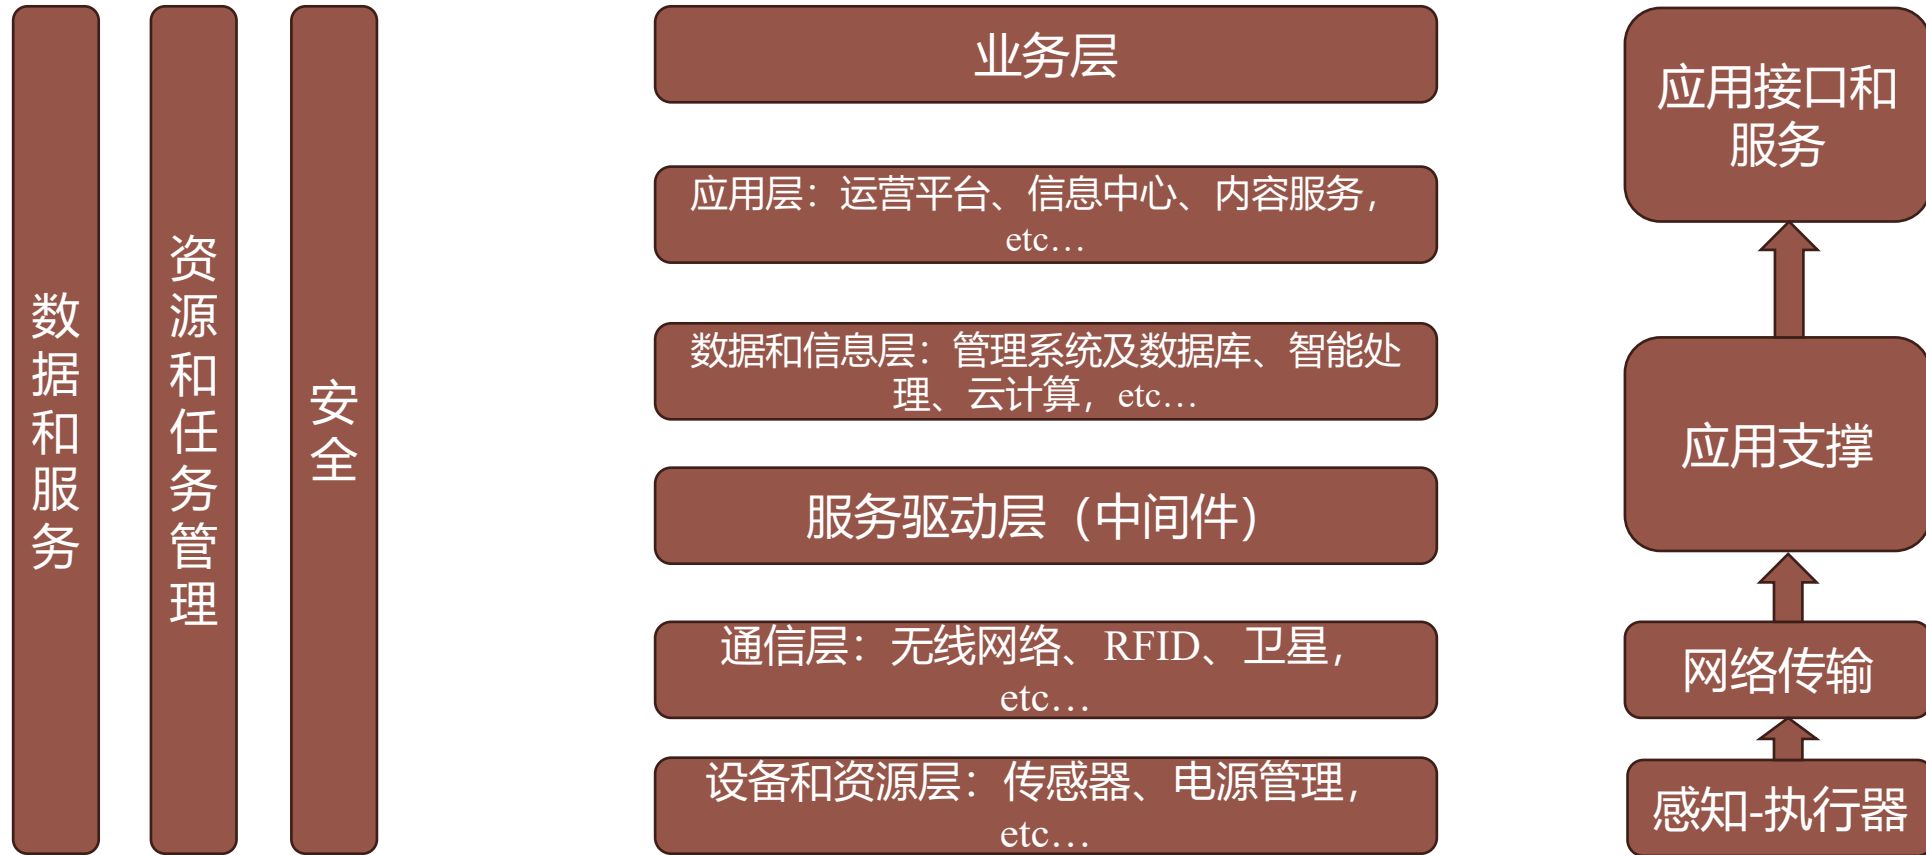 数据和服务
资源和任务管理
安全
业务层
应用层：运营平台、信息中心、内容服务，
etc…
数据和信息层：管理系统及数据库、智能处
理、云计算，etc…
服务驱动层（中间件）
通信层：无线网络、RFID、卫星，
etc…
设备和资源层：传感器、电源管理，
etc…
应用接口和
服务
应用支撑
网络传输
感知-执行器